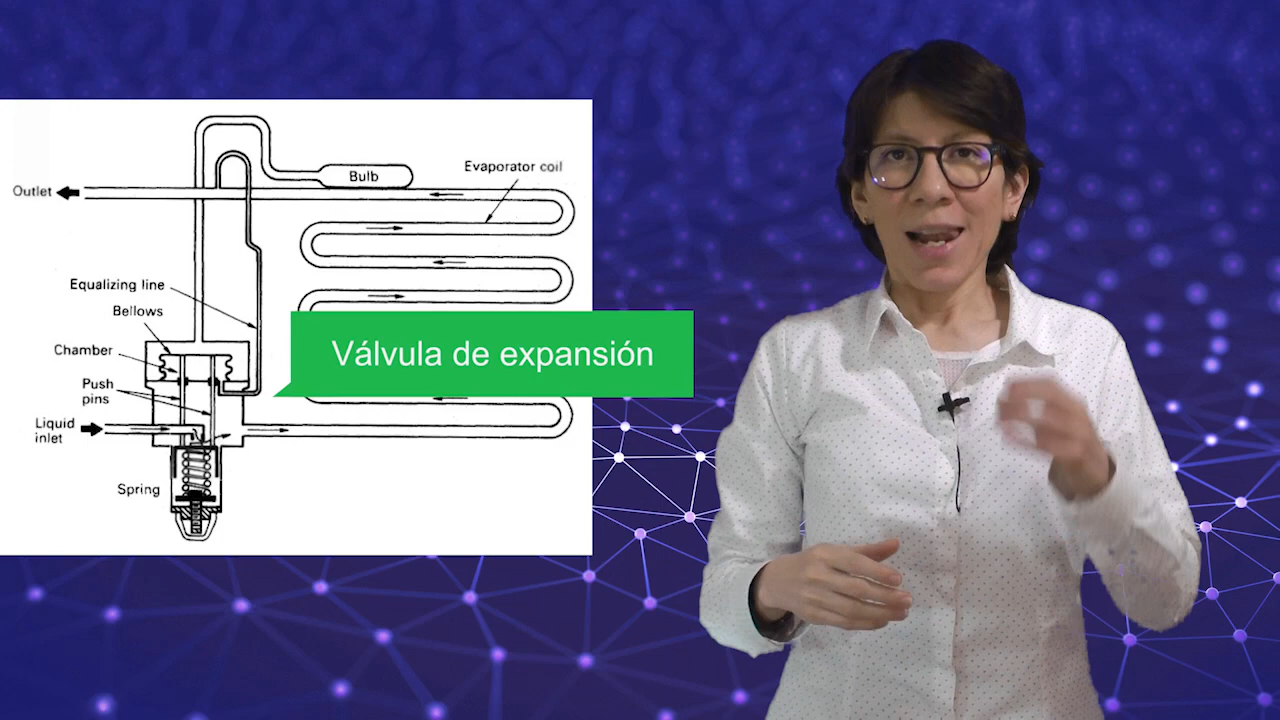 Bulb
Evaporator coil
Outlet
Equalizing line
Bellows
Chamber
Push
pins
Liquid
inlet
Spring
Válvula de expansión